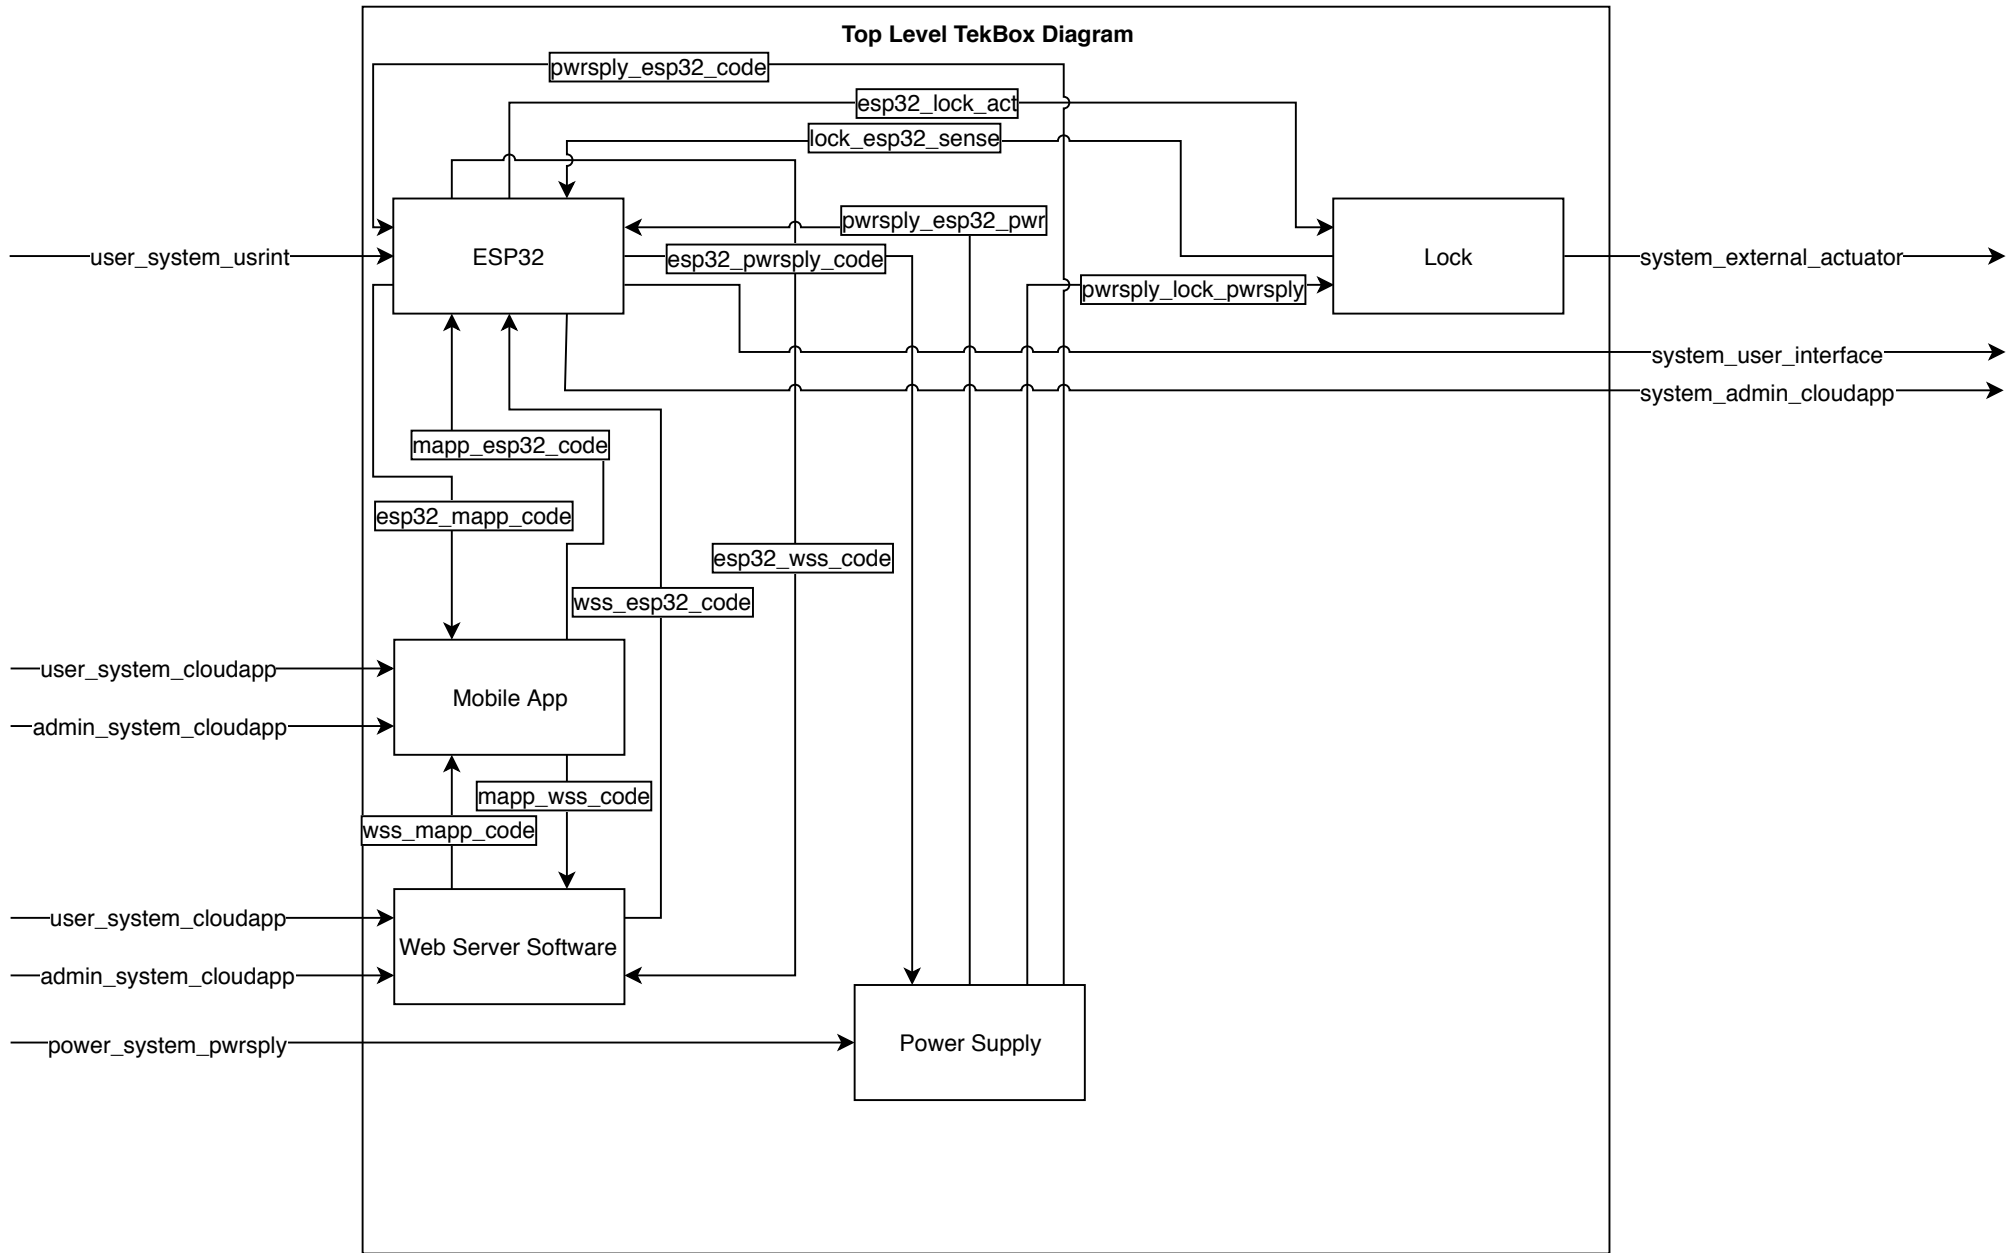 Top Level TekBox Diagram
pwrsply_esp32_code
esp32_lock_act
lock_esp32_sense
pwrsply_esp32_pwr
user_system_usrint
ESP32
esp32_pwrsply_code
Lock
system_external_actuator
pwrsply_lock_pwrsply
system_user_interface
system_admin_cloudapp
mapp_esp32_code
esp32_mapp_code
esp32_wss_code
wss_esp32_code
user_system_cloudapp
Mobile App
admin_system_cloudapp
mapp_wss_code
wss_mapp_code
user_system_cloudapp
Web Server Software
admin_system_cloudapp
power_system_pwrsply
Power Supply